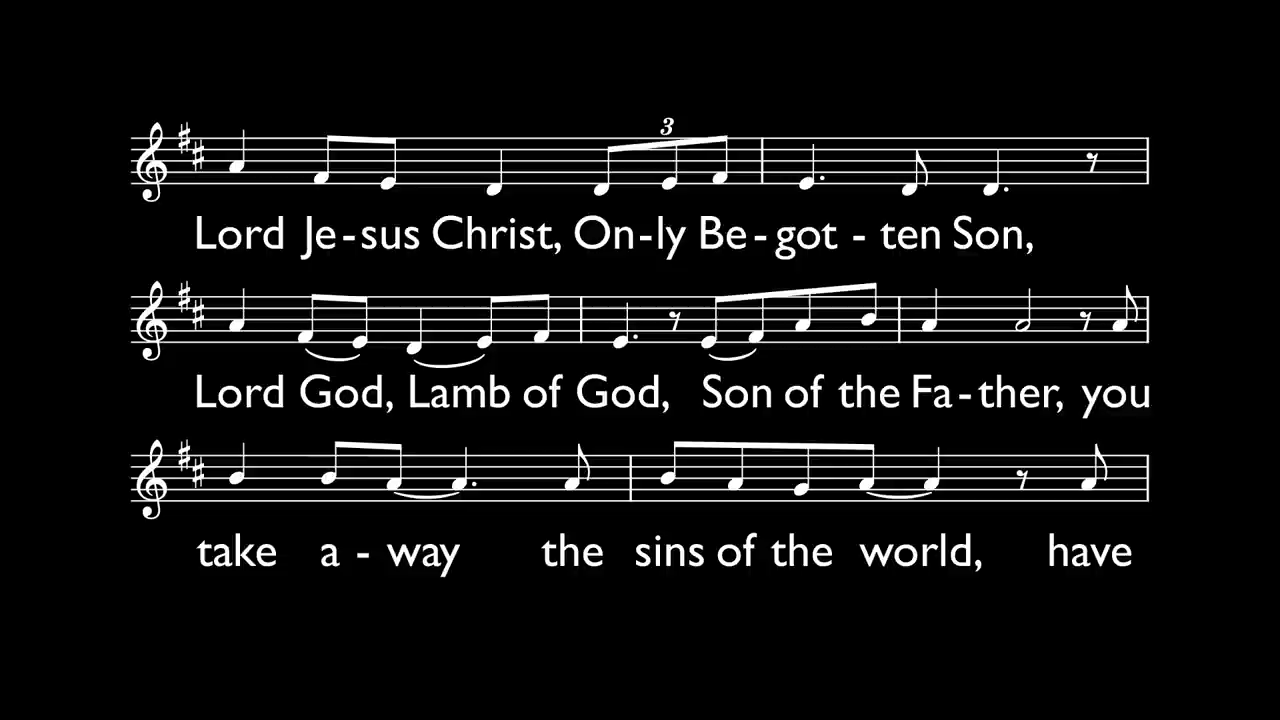 3
Lord Je-sus Christ, On-ly Be-got - ten Son,
Lord God, Lamb of God, Son of the Fa-ther, you
take a - way the sins of the world, have